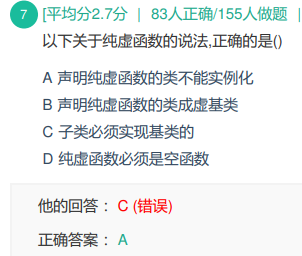 7 [平均分2.7分 | 83人正确/155人做题 |
以下关于纯虚函数的说法,正确的是()
A 声明纯虚函数的类不能实例化
B 声明纯虚函数的类成虚基类
C 子类必须实现基类的
D 纯虚函数必须是空函数
他的回答： C (错误)
正确答案： A